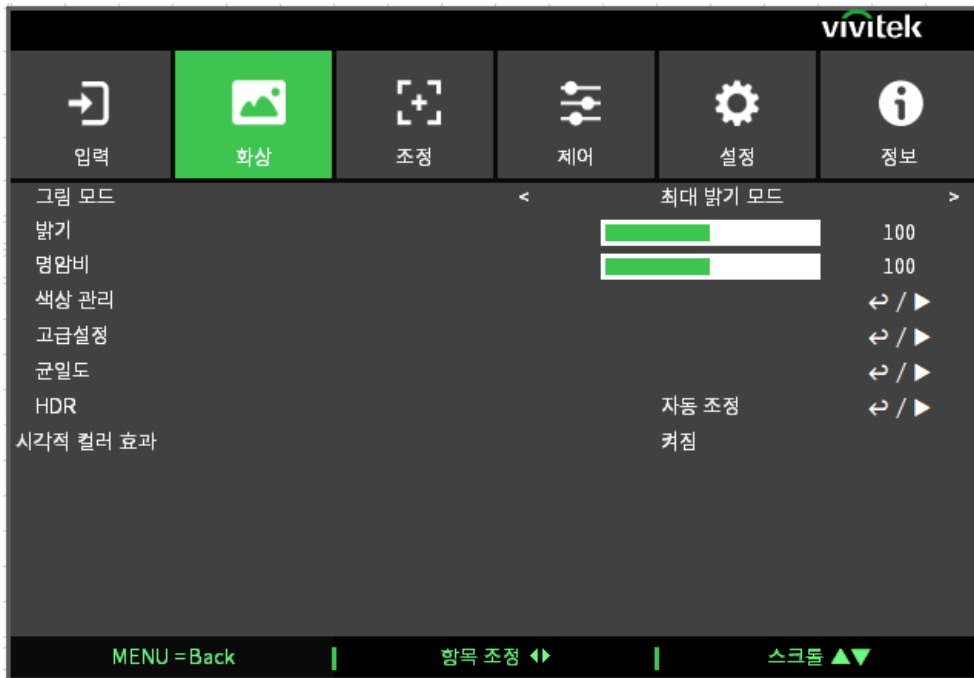 vivitek
입력 화상 조정 제어 설정 정보
그림 모드 < 최대 밝기 모드 >
밝기 100
명암비 100
색상 관리 ↩ / ▶
고급설정 ↩ / ▶
균일도 ↩ / ▶
HDR 자동 조정 ↩ / ▶
시각적 컬러 효과 켜짐
MENU = Back | 항목 조정 ◀▶ | 스크롤 ▲▼